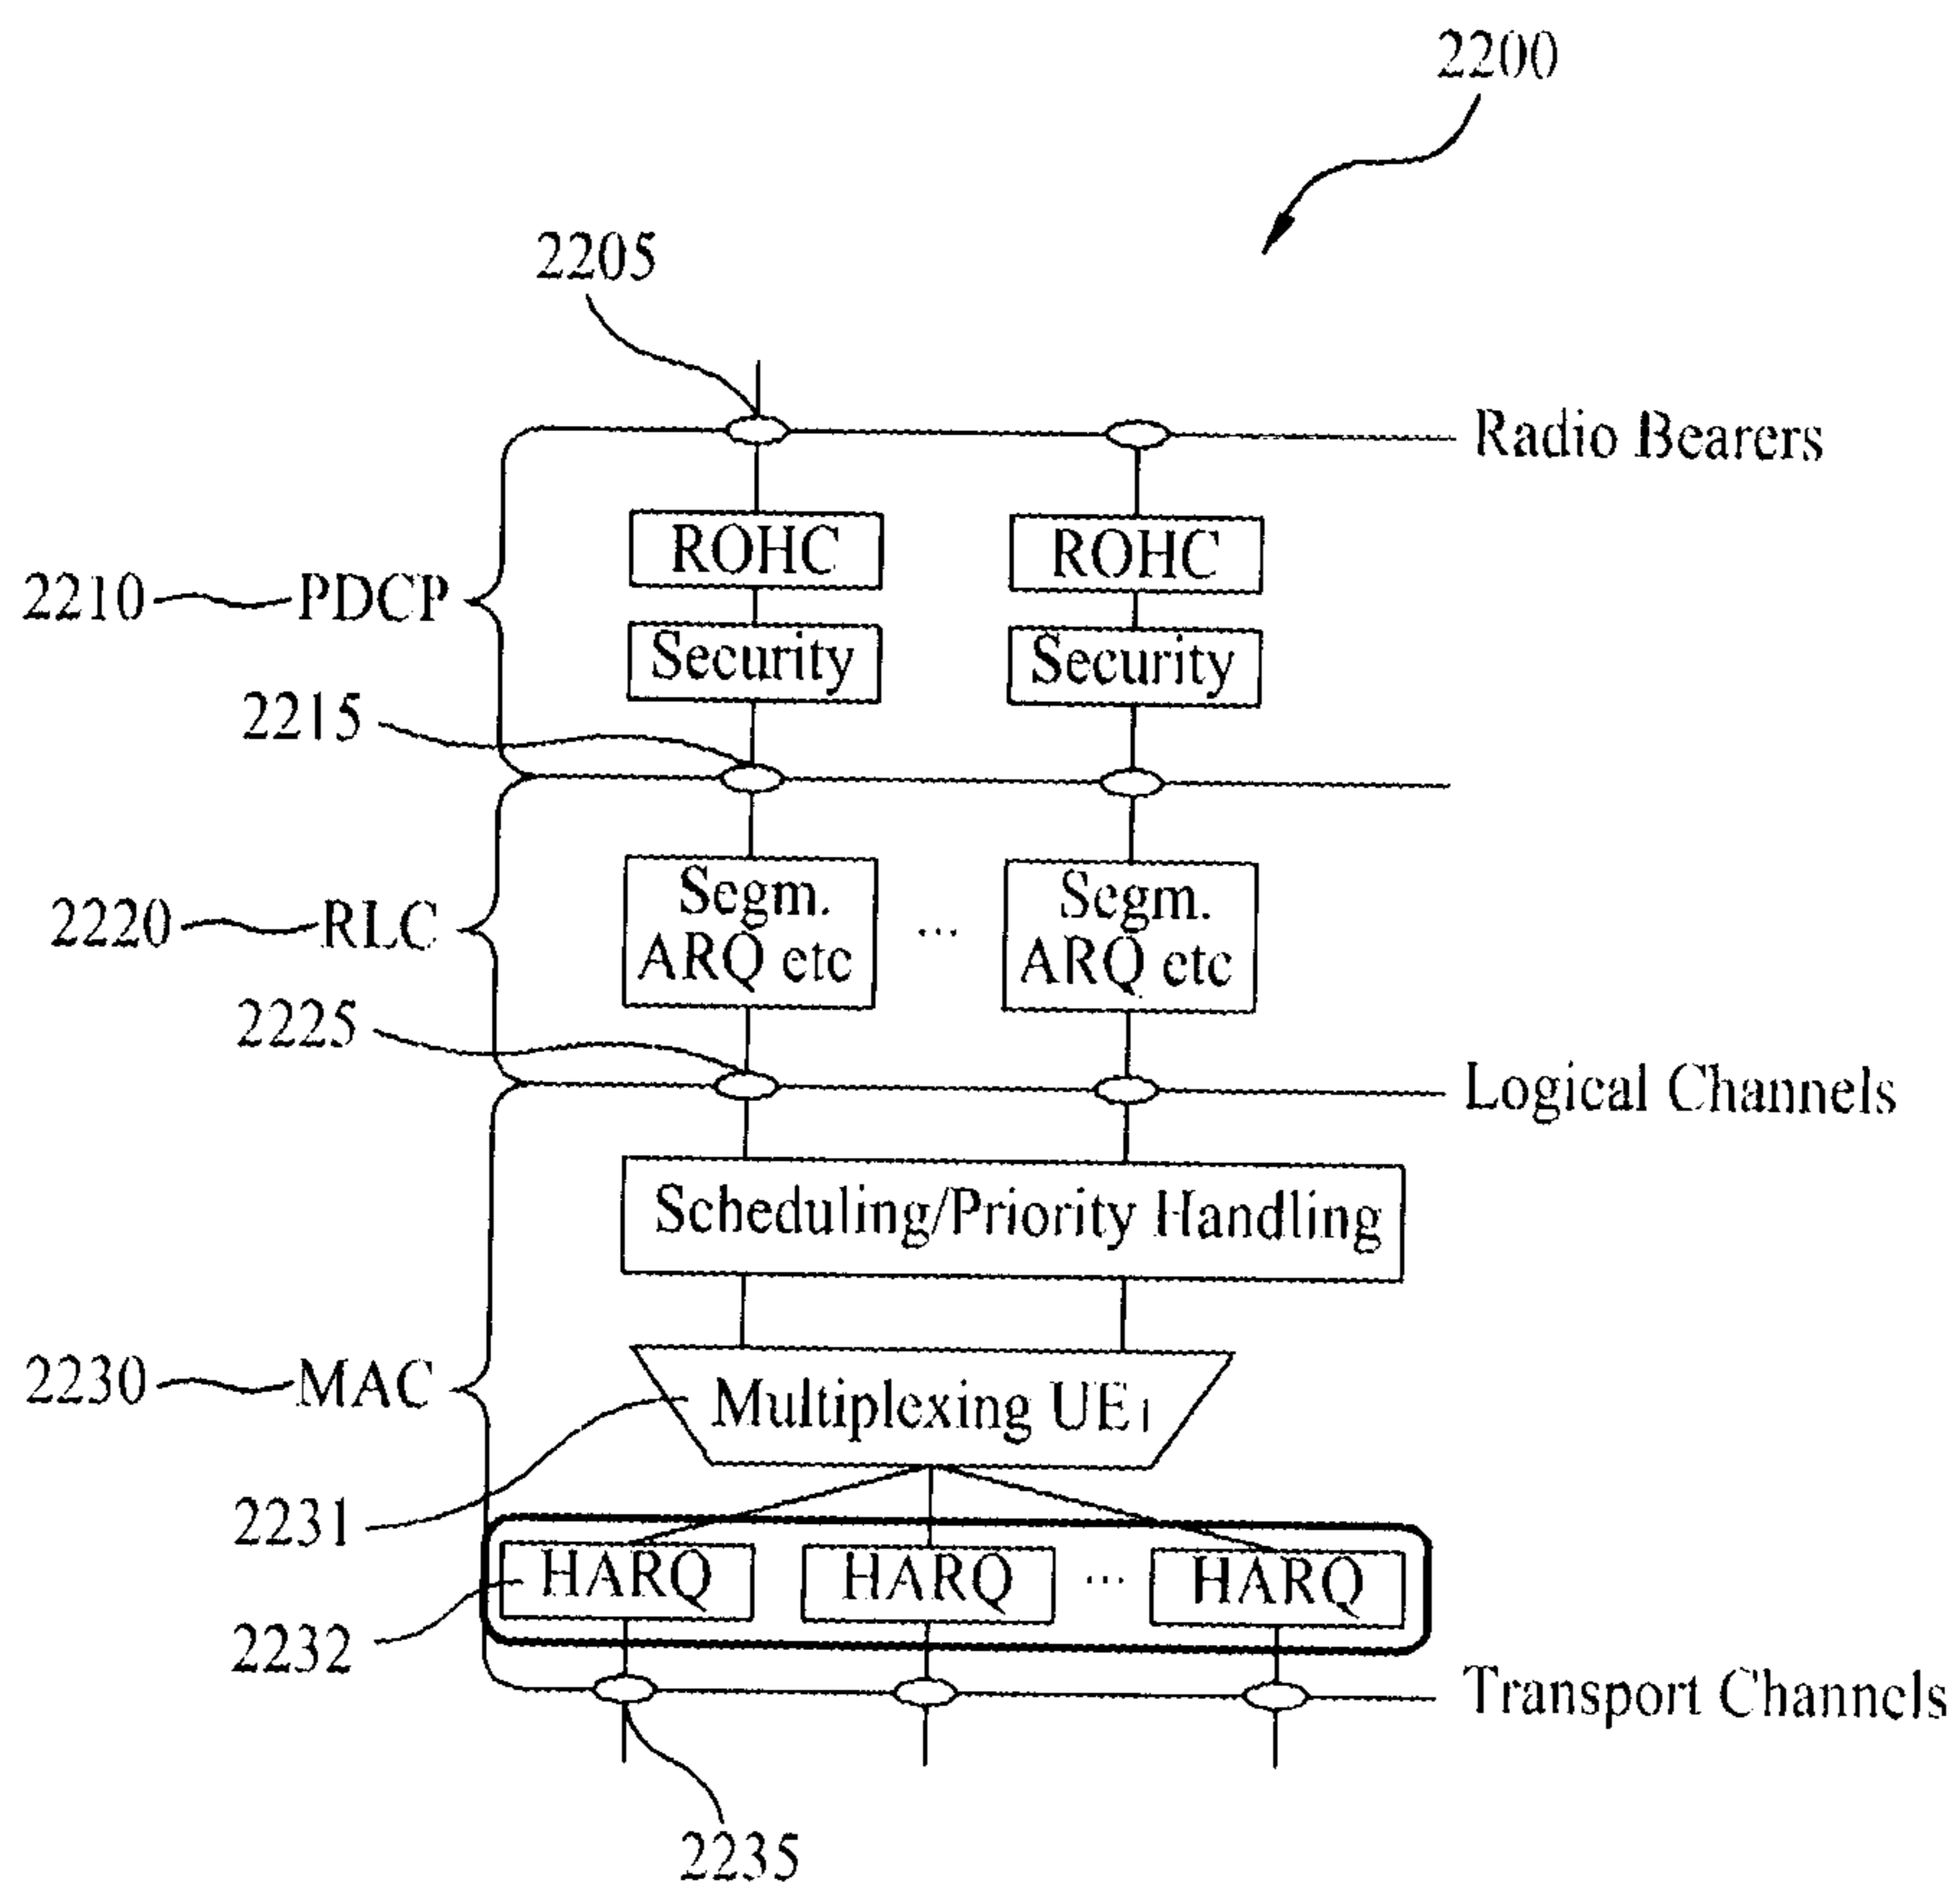 2200
2205
Radio Bearers
ROHC ROHC
2210 PDCP
Security Security
2215
Segm. ARQ etc ... Segm. ARQ etc
2220 RLC
2225
Logical Channels
Scheduling/Priority Handling
2230 MAC
Multiplexing UE1
2231
HARQ HARQ ... HARQ
2232
Transport Channels
2235